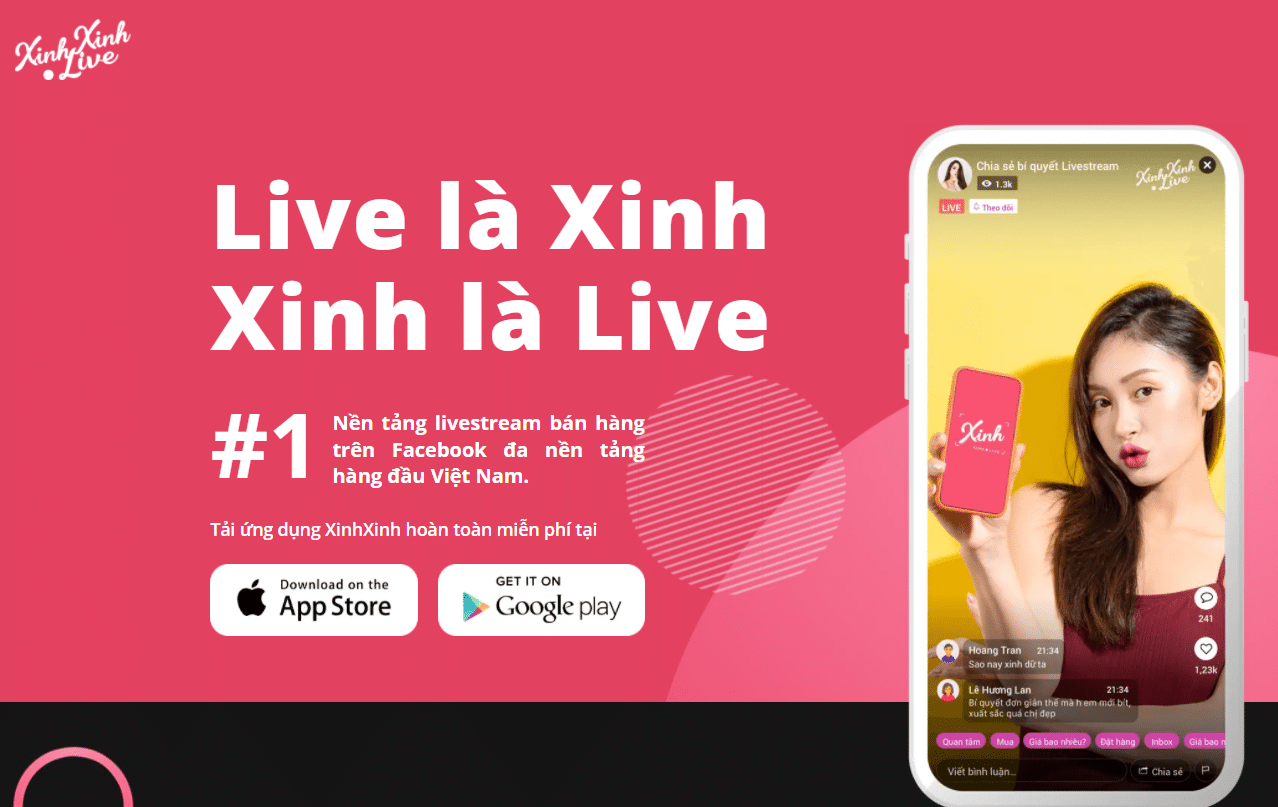 XinhXinh
Live
Live là Xinh
Xinh là Live
#1
Nền tảng livestream bán hàng
trên Facebook đa nền tảng
hàng đầu Việt Nam.
Tải ứng dụng XinhXinh hoàn toàn miễn phí tại
Download on the
App Store
GET IT ON
Google play
Chia sẻ bí quyết Livestream
1.3k
XinhXinh
Live
LIVE
Theo dõi
Xinh
241
1,23k
Hoang Tran 21:34
Sao nay xinh dữ ta
Lê Hương Lan 21:34
Bí quyết đơn giản thế mà h em mới bít,
xuất sắc quá chị đẹp
Quan tâm
Mua
Giá bao nhiêu?
Đặt hàng
Inbox
Giá bao n
Viết bình luận...
Chia sẻ